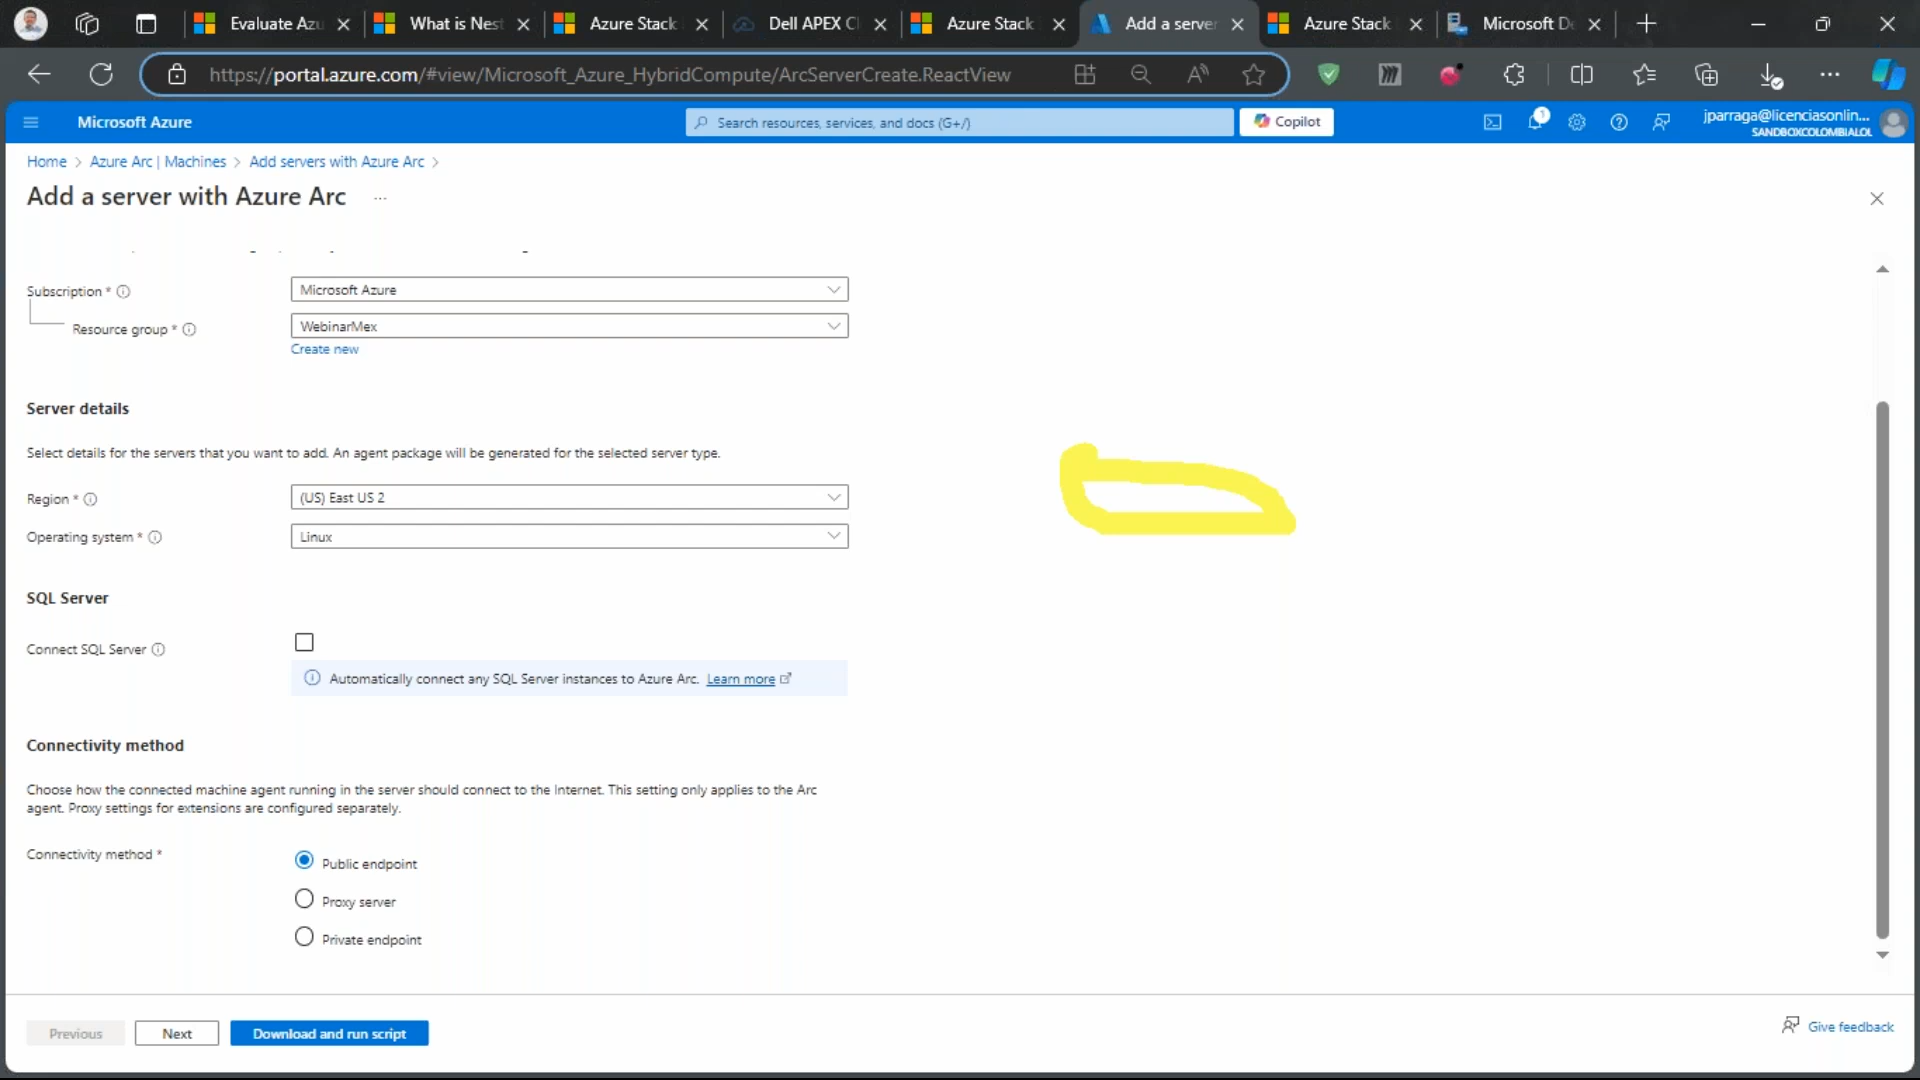 Evaluate Azu
What is Nest
Azure Stack
Dell APEX Cl
Azure Stack
Add a server
Azure Stack
Microsoft De
https://portal.azure.com/#view/Microsoft_Azure_HybridCompute/ArcServerCreate.ReactView
Microsoft Azure
Search resources, services, and docs (G+/)
Copilot
1
jparraga@licenciasonlin...
SANDBOXCOLOMBIALOL
Home > Azure Arc | Machines > Add servers with Azure Arc >
Add a server with Azure Arc ...
Subscription *
Microsoft Azure
Resource group *
WebinarMex
Create new
Server details
Select details for the servers that you want to add. An agent package will be generated for the selected server type.
Region *
(US) East US 2
Operating system *
Linux
SQL Server
Connect SQL Server
Automatically connect any SQL Server instances to Azure Arc. Learn more
Connectivity method
Choose how the connected machine agent running in the server should connect to the Internet. This setting only applies to the Arc
agent. Proxy settings for extensions are configured separately.
Connectivity method *
Public endpoint
Proxy server
Private endpoint
Previous
Next
Download and run script
Give feedback